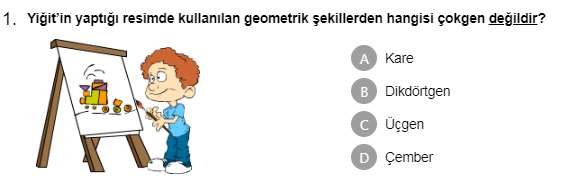 1. Yiğit'in yaptığı resimde kullanılan geometrik şekillerden hangisi çokgen değildir?
A Kare
B Dikdörtgen
C Üçgen
D Çember